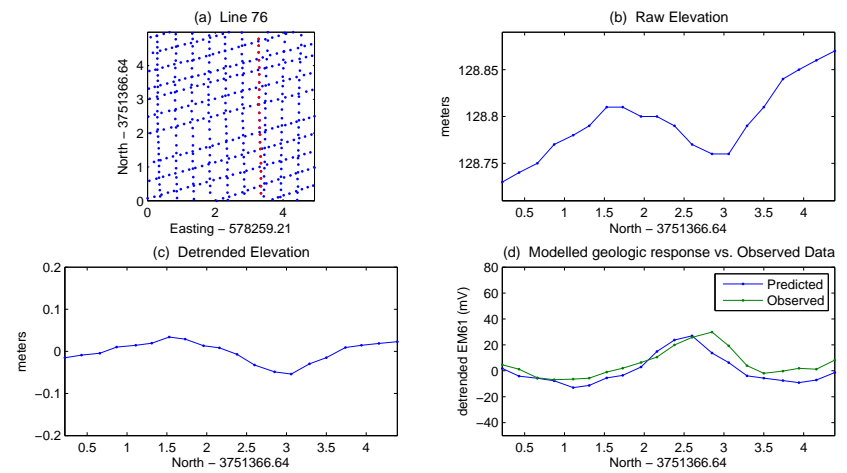 (a) Line 76
North − 3751366.64
0
1
2
3
4
0 2 4
Easting − 578259.21
(b) Raw Elevation
meters
128.85
128.8
128.75
0.5 1 1.5 2 2.5 3 3.5 4
North − 3751366.64
(c) Detrended Elevation
meters
0.2
0.1
0
−0.1
−0.2
0.5 1 1.5 2 2.5 3 3.5 4
North − 3751366.64
(d) Modelled geologic response vs. Observed Data
detrended EM61 (mV)
80
60
40
20
0
−20
−40
Predicted
Observed
0.5 1 1.5 2 2.5 3 3.5 4
North − 3751366.64